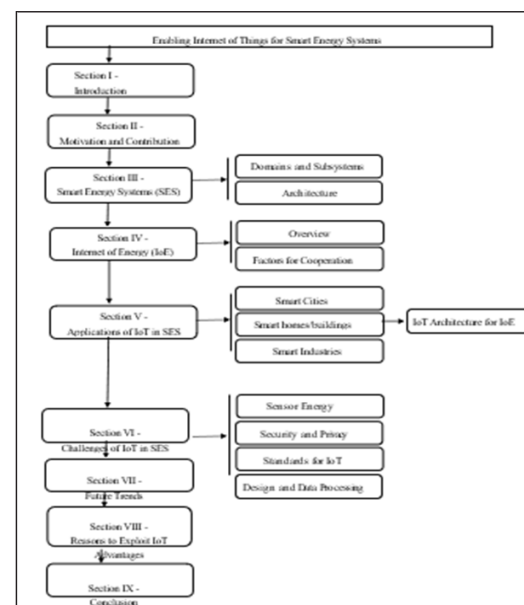 Enabling Internet of Things for Smart Energy Systems
Section I -
Introduction
Section II -
Motivation and Contribution
Section III -
Smart Energy Systems (SES)
Domains and Subsystems
Architecture
Section IV -
Internet of Energy (IoE)
Overview
Factors for Cooperation
Section V -
Applications of IoT in SES
Smart Cities
Smart homes/buildings
Smart Industries
IoT Architecture for IoE
Section VI -
Challenges of IoT in SES
Sensor Energy
Security and Privacy
Standards for IoT
Design and Data Processing
Section VII -
Future Trends
Section VIII -
Reasons to Exploit IoT
Advantages
Section IX -
Conclusion